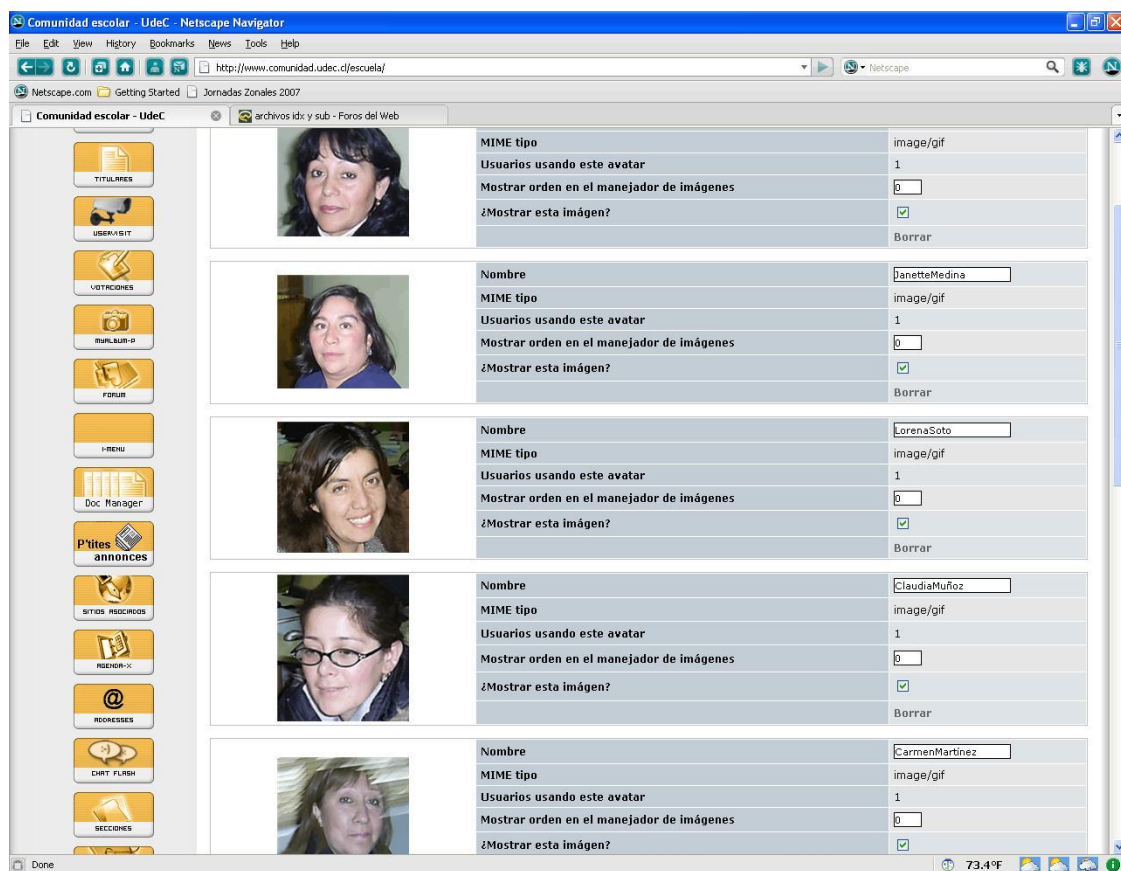 Comunidad escolar - UdeC - Netscape Navigator
File Edit View History Bookmarks News Tools Help
http://www.comunidad.udec.cl/escuela/
Netscape
Netscape.com Getting Started Jornadas Zonales 2007
Comunidad escolar - UdeC archivos idx y sub - Foros del Web
TITULARES
USERVISIT
VOTACIONES
MYALBUM-P
FORUM
I-MENU
Doc Manager
P'tites annonces
SITIOS ASOCIADOS
AGENDA-X
@
ADDRESSES
CHAT FLASH
SECCIONES
MIME tipo image/gif
Usuarios usando este avatar 1
Mostrar orden en el manejador de imágenes 0
¿Mostrar esta imágen?
Borrar
Nombre JanetteMedina
MIME tipo image/gif
Usuarios usando este avatar 1
Mostrar orden en el manejador de imágenes 0
¿Mostrar esta imágen?
Borrar
Nombre LorenaSoto
MIME tipo image/gif
Usuarios usando este avatar 1
Mostrar orden en el manejador de imágenes 0
¿Mostrar esta imágen?
Borrar
Nombre ClaudiaMuñoz
MIME tipo image/gif
Usuarios usando este avatar 1
Mostrar orden en el manejador de imágenes 0
¿Mostrar esta imágen?
Borrar
Nombre CarmenMartínez
MIME tipo image/gif
Usuarios usando este avatar 1
Mostrar orden en el manejador de imágenes 0
¿Mostrar esta imágen?
Done 73.4ºF